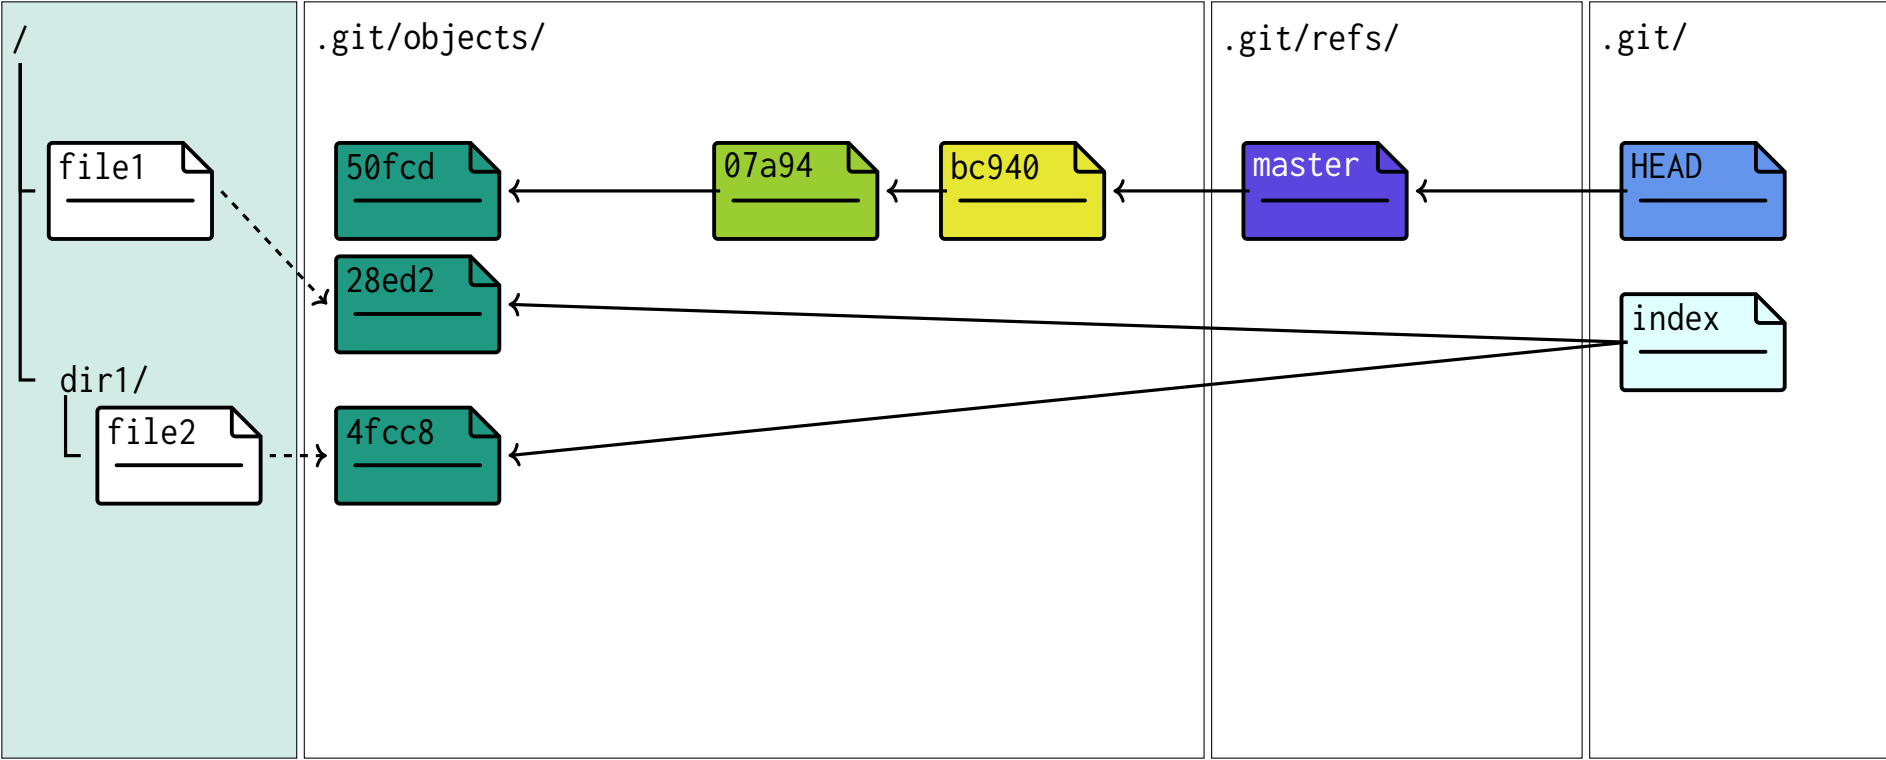 /
.git/objects/
.git/refs/
.git/
file1
50fcd
07a94
bc940
master
HEAD
28ed2
index
dir1/
file2
4fcc8